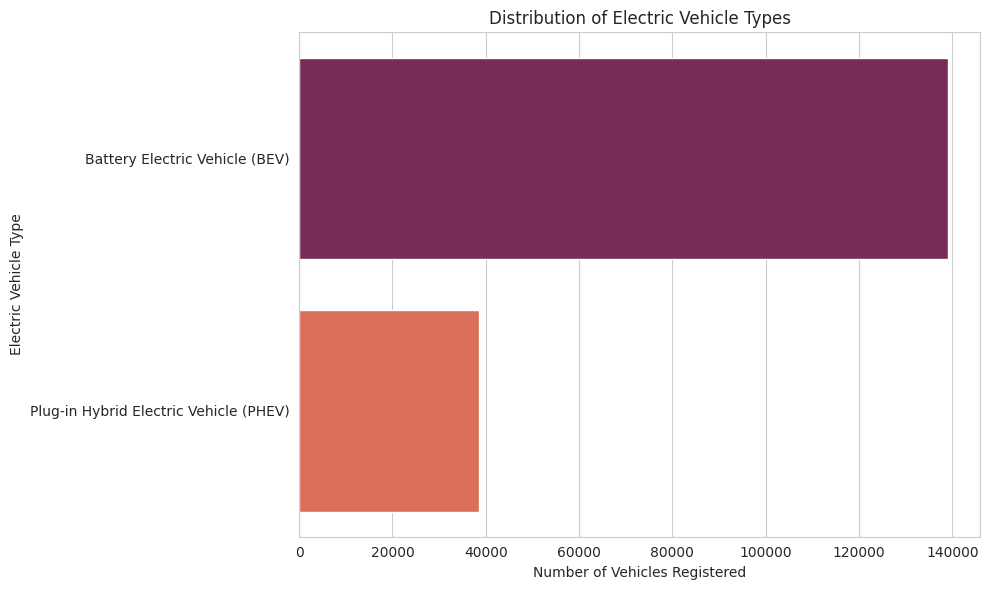 Distribution of Electric Vehicle Types
Electric Vehicle Type
Battery Electric Vehicle (BEV)
Plug-in Hybrid Electric Vehicle (PHEV)
0 20000 40000 60000 80000 100000 120000 140000
Number of Vehicles Registered